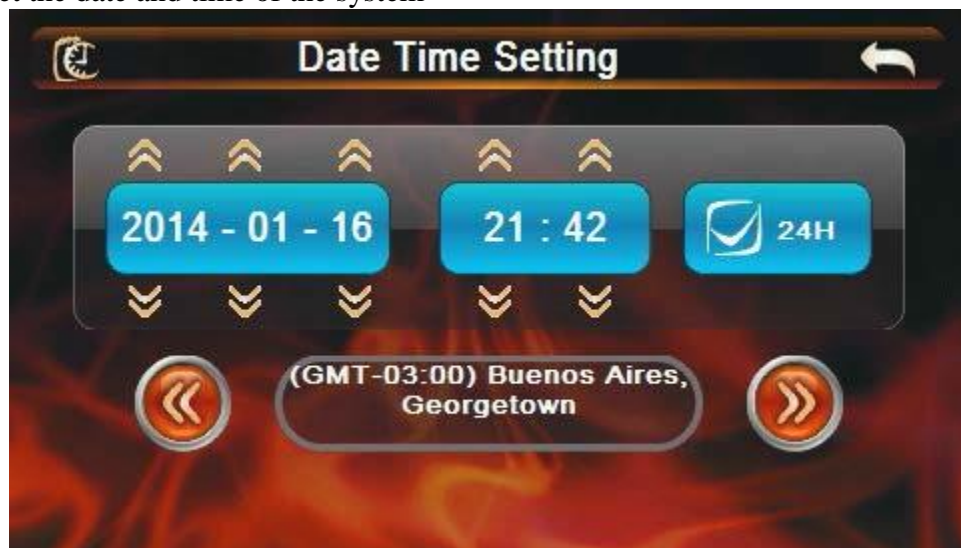 the date and time of the system
Date Time Setting
2014 - 01 - 16 21 : 42 24H
(GMT-03:00) Buenos Aires,
Georgetown